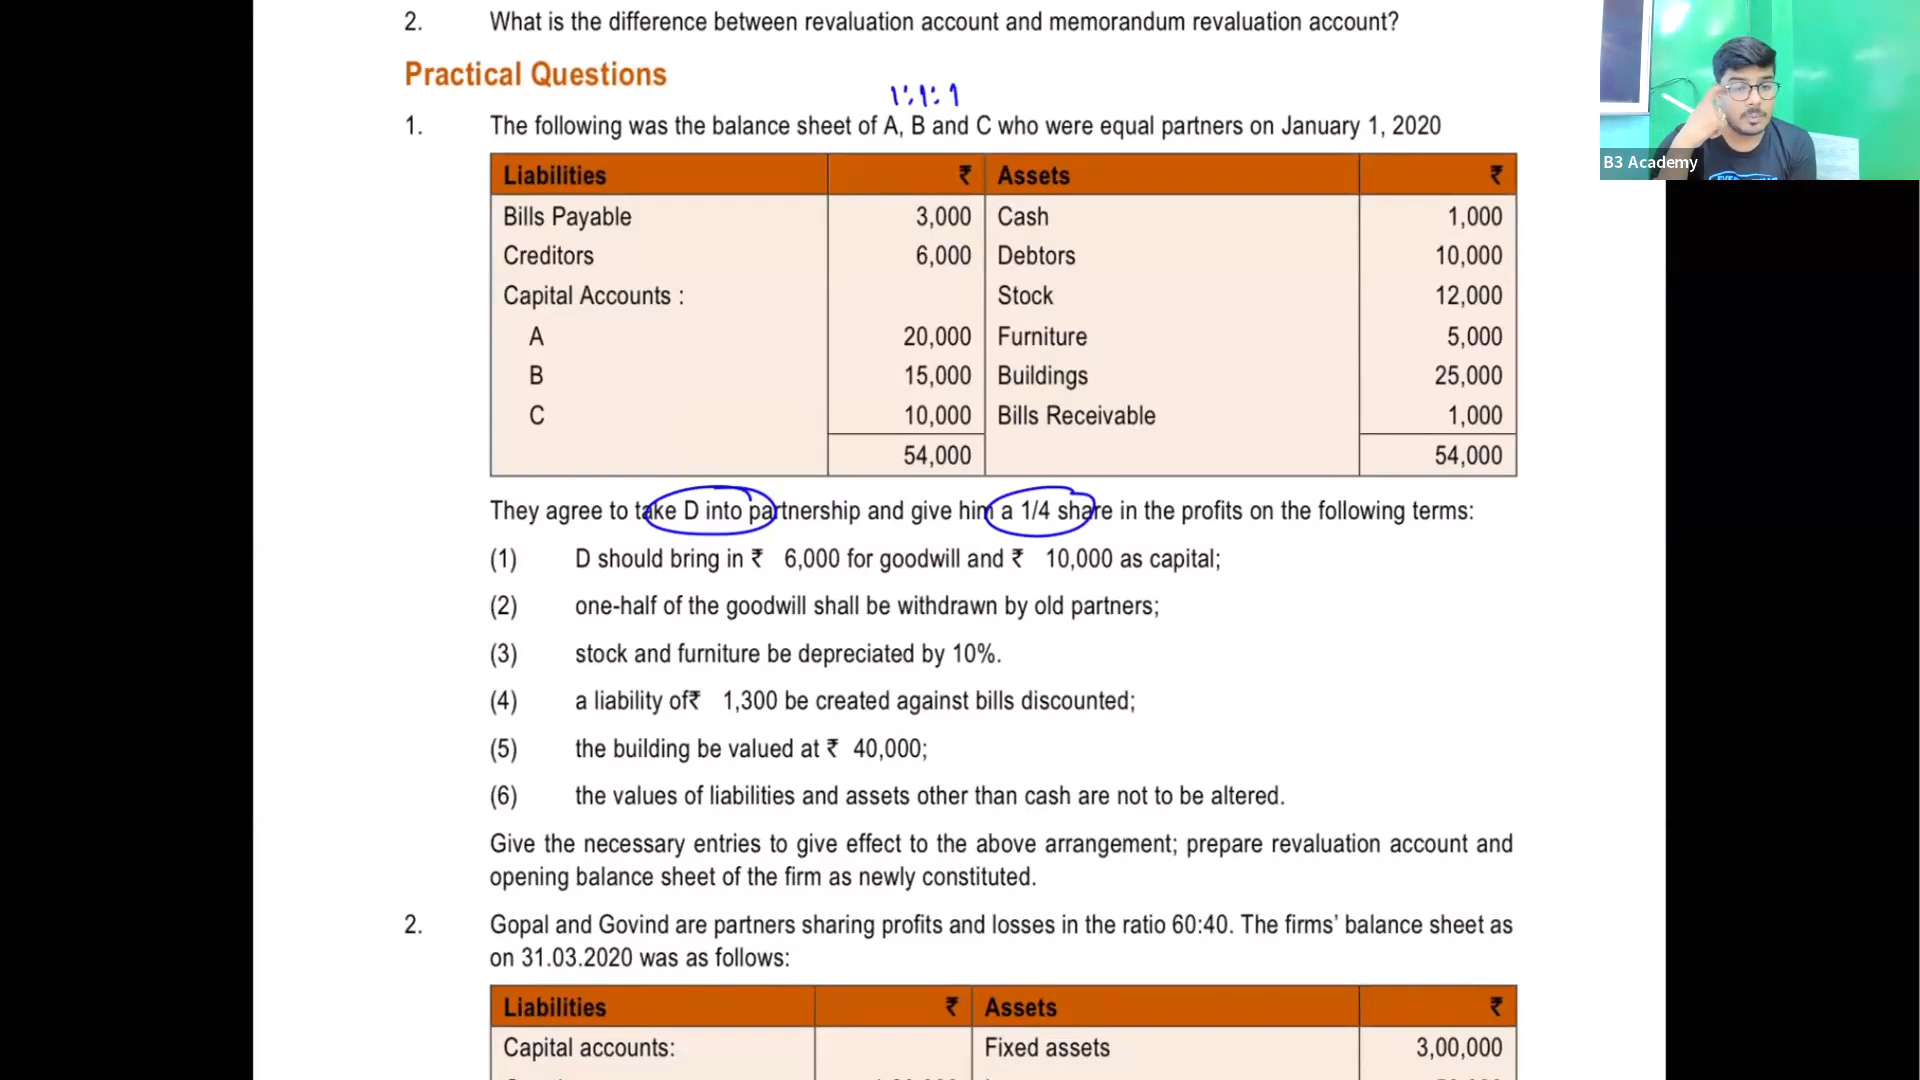 2. What is the difference between revaluation account and memorandum revaluation account?
Practical Questions
1:1:1
1. The following was the balance sheet of A, B and C who were equal partners on January 1, 2020
Liabilities ₹ Assets ₹
Bills Payable 3,000 Cash 1,000
Creditors 6,000 Debtors 10,000
Capital Accounts : Stock 12,000
A 20,000 Furniture 5,000
B 15,000 Buildings 25,000
C 10,000 Bills Receivable 1,000
54,000 54,000
They agree to take D into partnership and give him a 1/4 share in the profits on the following terms:
(1) D should bring in ₹ 6,000 for goodwill and ₹ 10,000 as capital;
(2) one-half of the goodwill shall be withdrawn by old partners;
(3) stock and furniture be depreciated by 10%.
(4) a liability of₹ 1,300 be created against bills discounted;
(5) the building be valued at ₹ 40,000;
(6) the values of liabilities and assets other than cash are not to be altered.
Give the necessary entries to give effect to the above arrangement; prepare revaluation account and
opening balance sheet of the firm as newly constituted.
2. Gopal and Govind are partners sharing profits and losses in the ratio 60:40. The firms' balance sheet as
on 31.03.2020 was as follows:
Liabilities ₹ Assets ₹
Capital accounts: Fixed assets 3,00,000
B3 Academy